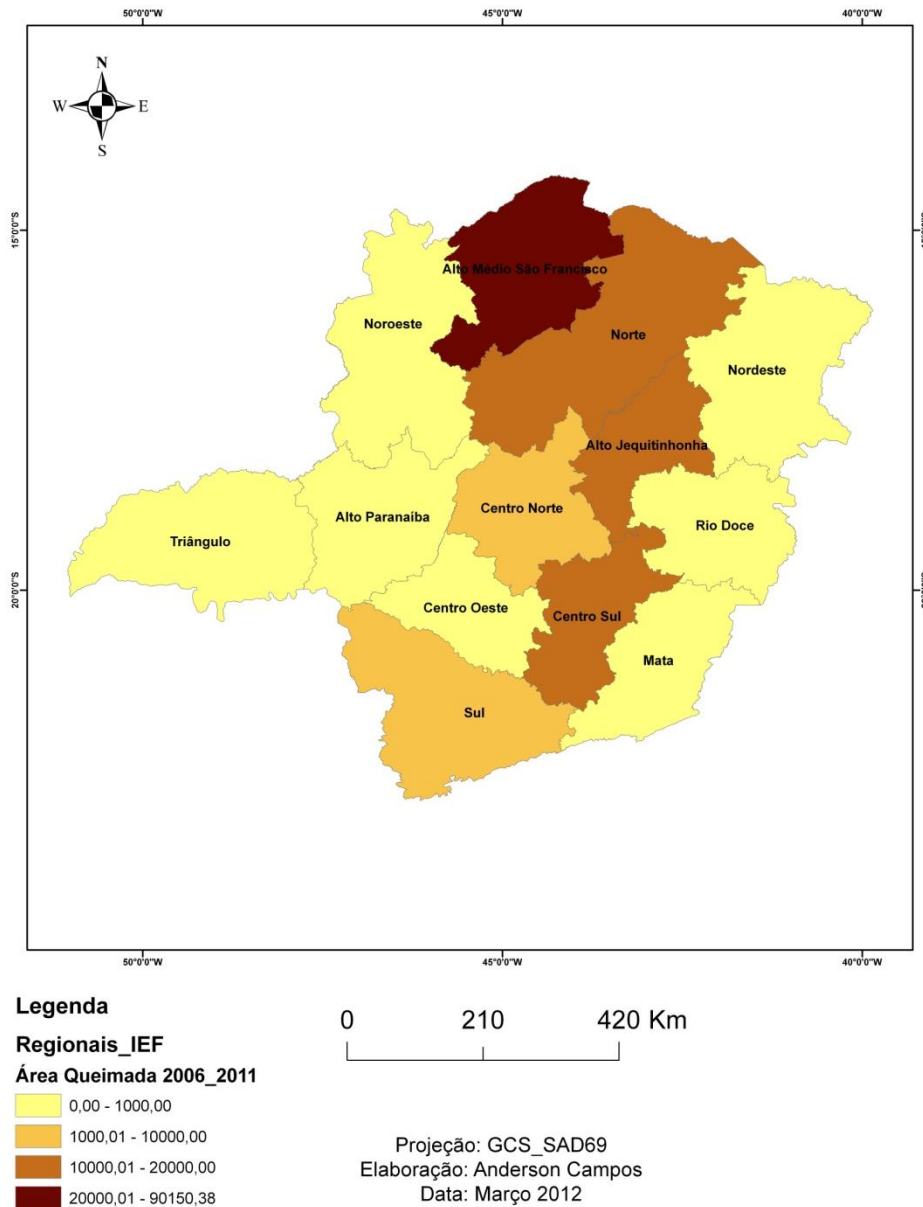 50°0'0"W 45°0'0"W 40°0'0"W
N
W E
S
15°0'0"S
Alto Médio São Francisco
Noroeste
Norte
Nordeste
Alto Jequitinhonha
Centro Norte
Alto Paranaíba
Rio Doce
Triângulo
20°0'0"S
Centro Oeste
Centro Sul
Mata
Sul
50°0'0"W 45°0'0"W 40°0'0"W
Legenda
Regionais_IEF
Área Queimada 2006_2011
0,00 - 1000,00
1000,01 - 10000,00
10000,01 - 20000,00
20000,01 - 90150,38
0 210 420 Km
Projeção: GCS_SAD69
Elaboração: Anderson Campos
Data: Março 2012